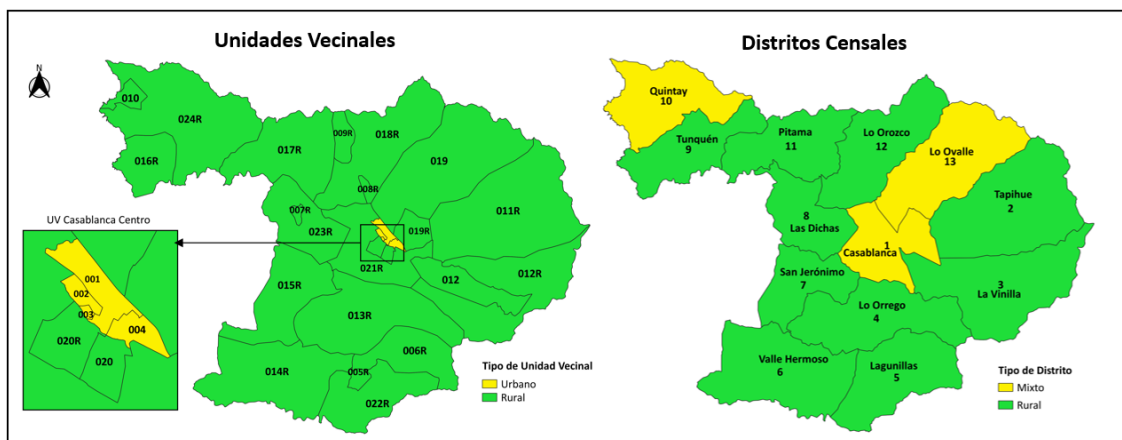 Unidades Vecinales
N
010
024R
016R
017R
009R
018R
019
008R
007R
023R
019R
011R
021R
012
012R
015R
013R
006R
014R
005R
022R
UV Casablanca Centro
001
002
003
004
020R
020
Tipo de Unidad Vecinal
Urbano
Rural
Distritos Censales
Quintay
10
Tunquén
9
Pitama
11
Lo Orozco
12
Lo Ovalle
13
Tapihue
2
8
Las Dichas
1
Casablanca
San Jerónimo
7
3
La Vinilla
Lo Orrego
4
Valle Hermoso
6
Lagunillas
5
Tipo de Distrito
Mixto
Rural